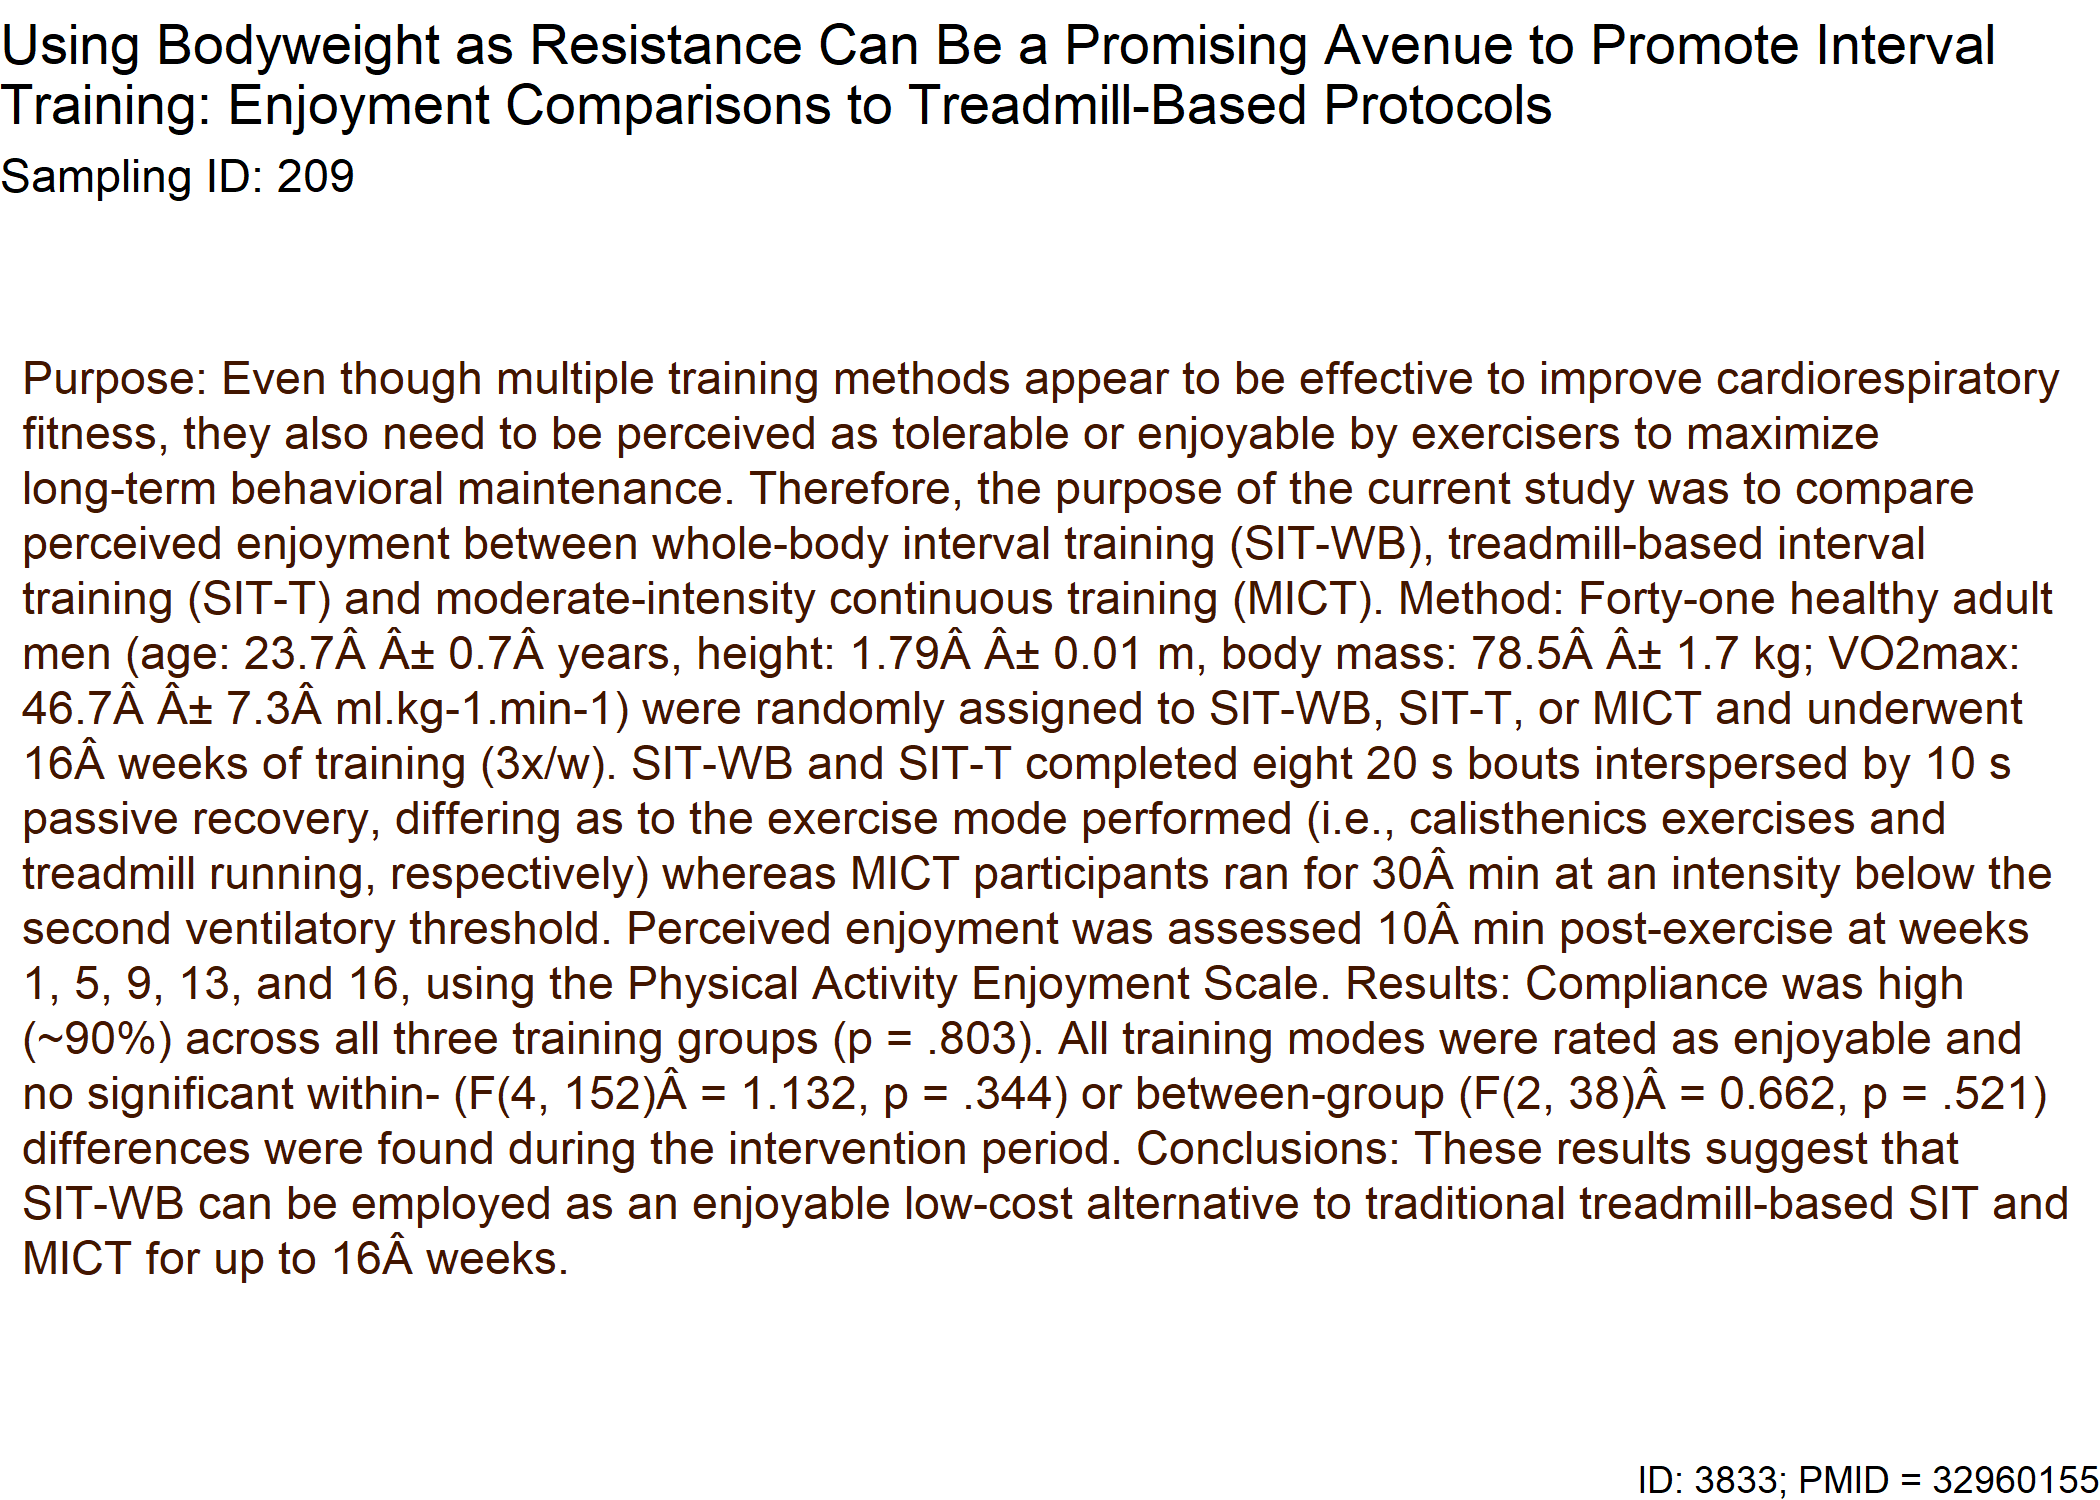 Using Bodyweight as Resistance Can Be a Promising Avenue to Promote Interval
Training: Enjoyment Comparisons to Treadmill-Based Protocols
Sampling ID: 209
Purpose: Even though multiple training methods appear to be effective to improve cardiorespiratory
fitness, they also need to be perceived as tolerable or enjoyable by exercisers to maximize
long-term behavioral maintenance. Therefore, the purpose of the current study was to compare
perceived enjoyment between whole-body interval training (SIT-WB), treadmill-based interval
training (SIT-T) and moderate-intensity continuous training (MICT). Method: Forty-one healthy adult
men (age: 23.7Â Â± 0.7Â years, height: 1.79Â Â± 0.01 m, body mass: 78.5Â Â± 1.7 kg; VO2max:
46.7Â Â± 7.3Â ml.kg-1.min-1) were randomly assigned to SIT-WB, SIT-T, or MICT and underwent
16Â weeks of training (3x/w). SIT-WB and SIT-T completed eight 20 s bouts interspersed by 10 s
passive recovery, differing as to the exercise mode performed (i.e., calisthenics exercises and
treadmill running, respectively) whereas MICT participants ran for 30Â min at an intensity below the
second ventilatory threshold. Perceived enjoyment was assessed 10Â min post-exercise at weeks
1, 5, 9, 13, and 16, using the Physical Activity Enjoyment Scale. Results: Compliance was high
(~90%) across all three training groups (p = .803). All training modes were rated as enjoyable and
no significant within- (F(4, 152)Â = 1.132, p = .344) or between-group (F(2, 38)Â = 0.662, p = .521)
differences were found during the intervention period. Conclusions: These results suggest that
SIT-WB can be employed as an enjoyable low-cost alternative to traditional treadmill-based SIT and
MICT for up to 16Â weeks.
ID: 3833; PMID = 32960155